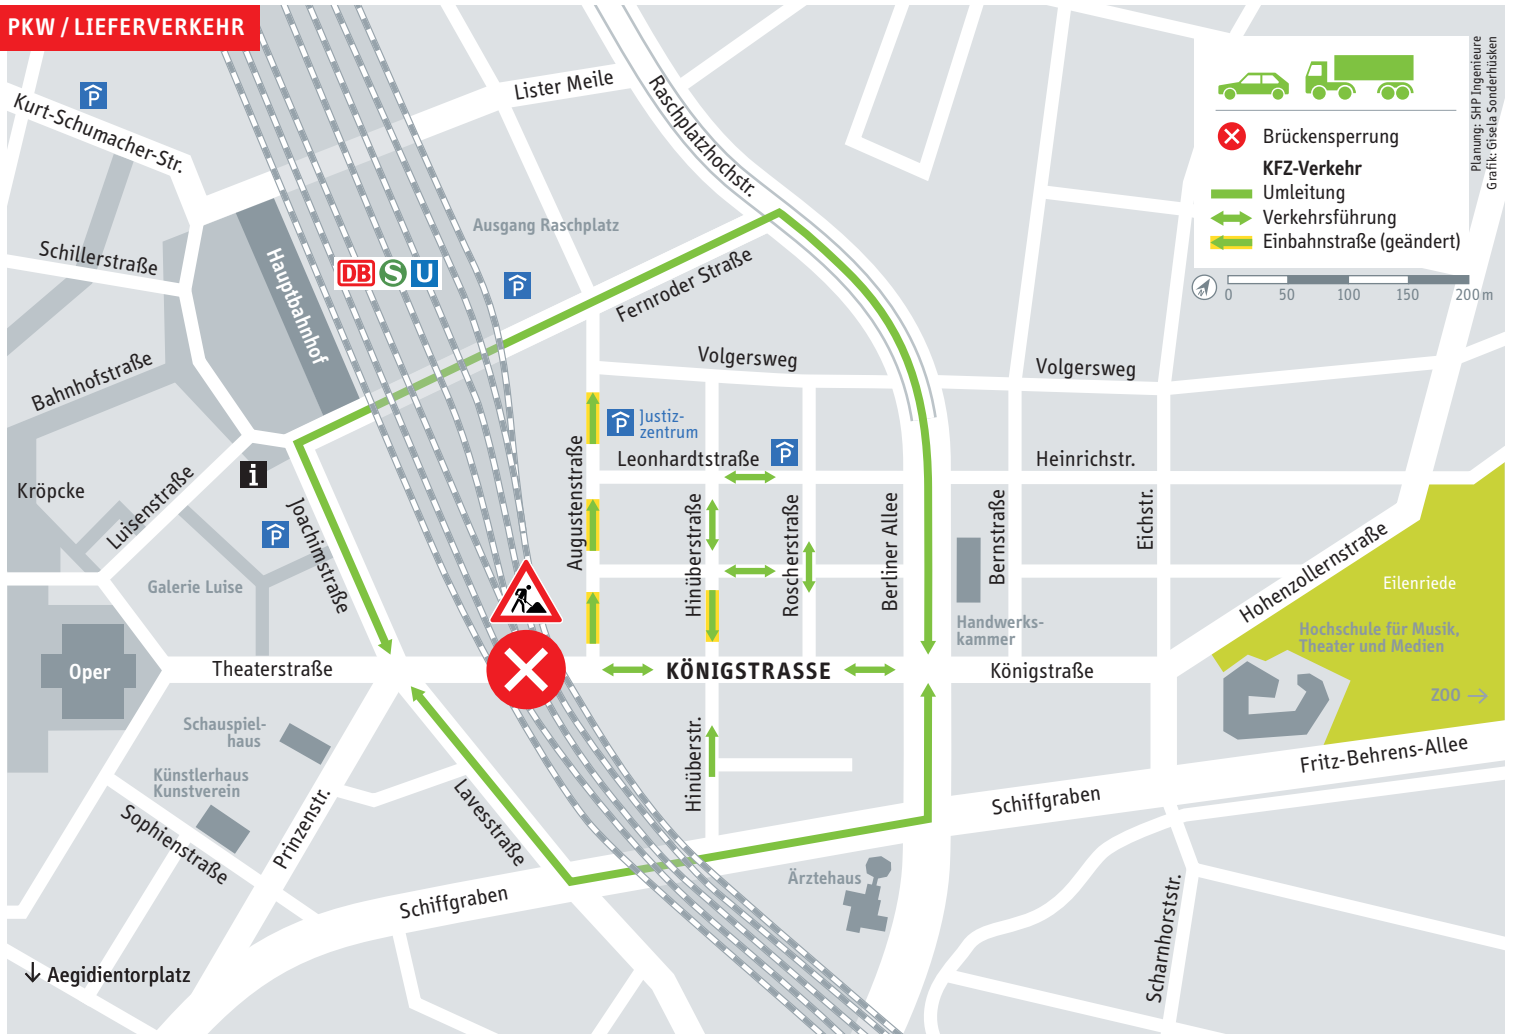 PKW / LIEFERVERKEHR
Kurt-Schumacher-Str.
Lister Meile
Raschplatzhochstr.
Planung: SHP Ingenieure
Grafik: Gisela Sonderhüsken
Brückensperrung
KFZ-Verkehr
Umleitung
Verkehrsführung
Einbahnstraße (geändert)
0 50 100 150 200 m
Ausgang Raschplatz
Schillerstraße
Hauptbahnhof
DB S U
Fernroder Straße
Bahnhofstraße
Volgersweg
Volgersweg
Justiz-
zentrum
Leonhardtstraße
Heinrichstr.
Kröpcke
Luisenstraße
i
Joachimstraße
Augustenstraße
Hinüberstraße
Roscherstraße
Berliner Allee
Bernstraße
Eichstr.
Hohenzollernstraße
Eilenriede
Galerie Luise
Handwerks-
kammer
Hochschule für Musik,
Theater und Medien
Oper
Theaterstraße
KÖNIGSTRASSE
Königstraße
ZOO →
Schauspiel-
haus
Künstlerhaus
Kunstverein
Sophienstraße
Prinzenstr.
Lavesstraße
Hinüberstr.
Fritz-Behrens-Allee
Schiffgraben
Ärztehaus
Schiffgraben
Scharnhorststr.
↓ Aegidientorplatz
P
P
P
P
P